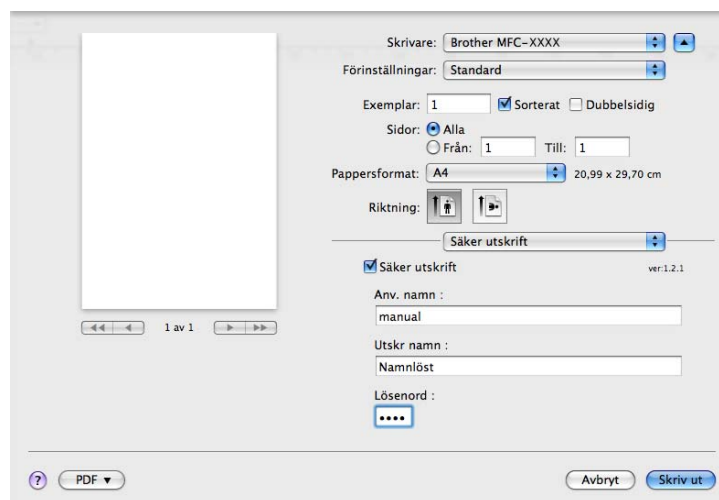 Skrivare: Brother MFC-XXXX
Förinställningar: Standard
Exemplar: 1 Sorterat Dubbelsidig
Sidor: Alla
Från: 1 Till: 1
Pappersformat: A4 20,99 x 29,70 cm
Riktning:
Säker utskrift
Säker utskrift ver:1.2.1
Anv. namn :
manual
Utskr namn :
Namnlöst
Lösenord :
••••
1 av 1
? PDF Avbryt Skriv ut